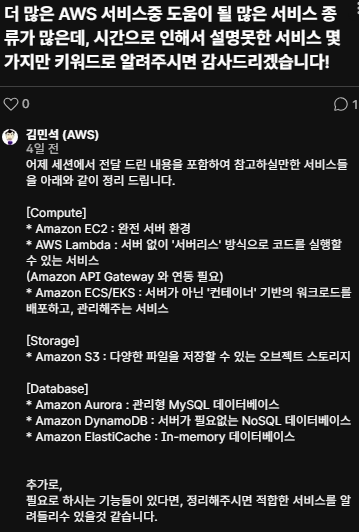 더 많은 AWS 서비스중 도움이 될 많은 서비스 종
류가 많은데, 시간으로 인해서 설명못한 서비스 몇
가지만 키워드로 알려주시면 감사드리겠습니다!
0
1
김민석 (AWS)
4일 전
어제 세션에서 전달 드린 내용을 포함하여 참고하실만한 서비스들
을 아래와 같이 정리 드립니다.
[Compute]
* Amazon EC2 : 완전 서버 환경
* AWS Lambda : 서버 없이 '서버리스' 방식으로 코드를 실행할
수 있는 서비스
(Amazon API Gateway 와 연동 필요)
* Amazon ECS/EKS : 서버가 아닌 '컨테이너' 기반의 워크로드를
배포하고, 관리해주는 서비스
[Storage]
* Amazon S3 : 다양한 파일을 저장할 수 있는 오브젝트 스토리지
[Database]
* Amazon Aurora : 관리형 MySQL 데이터베이스
* Amazon DynamoDB : 서버가 필요없는 NoSQL 데이터베이스
* Amazon ElastiCache : In-memory 데이터베이스
추가로,
필요로 하시는 기능들이 있다면, 정리해주시면 적합한 서비스를 알
려들리수 있을것 같습니다.